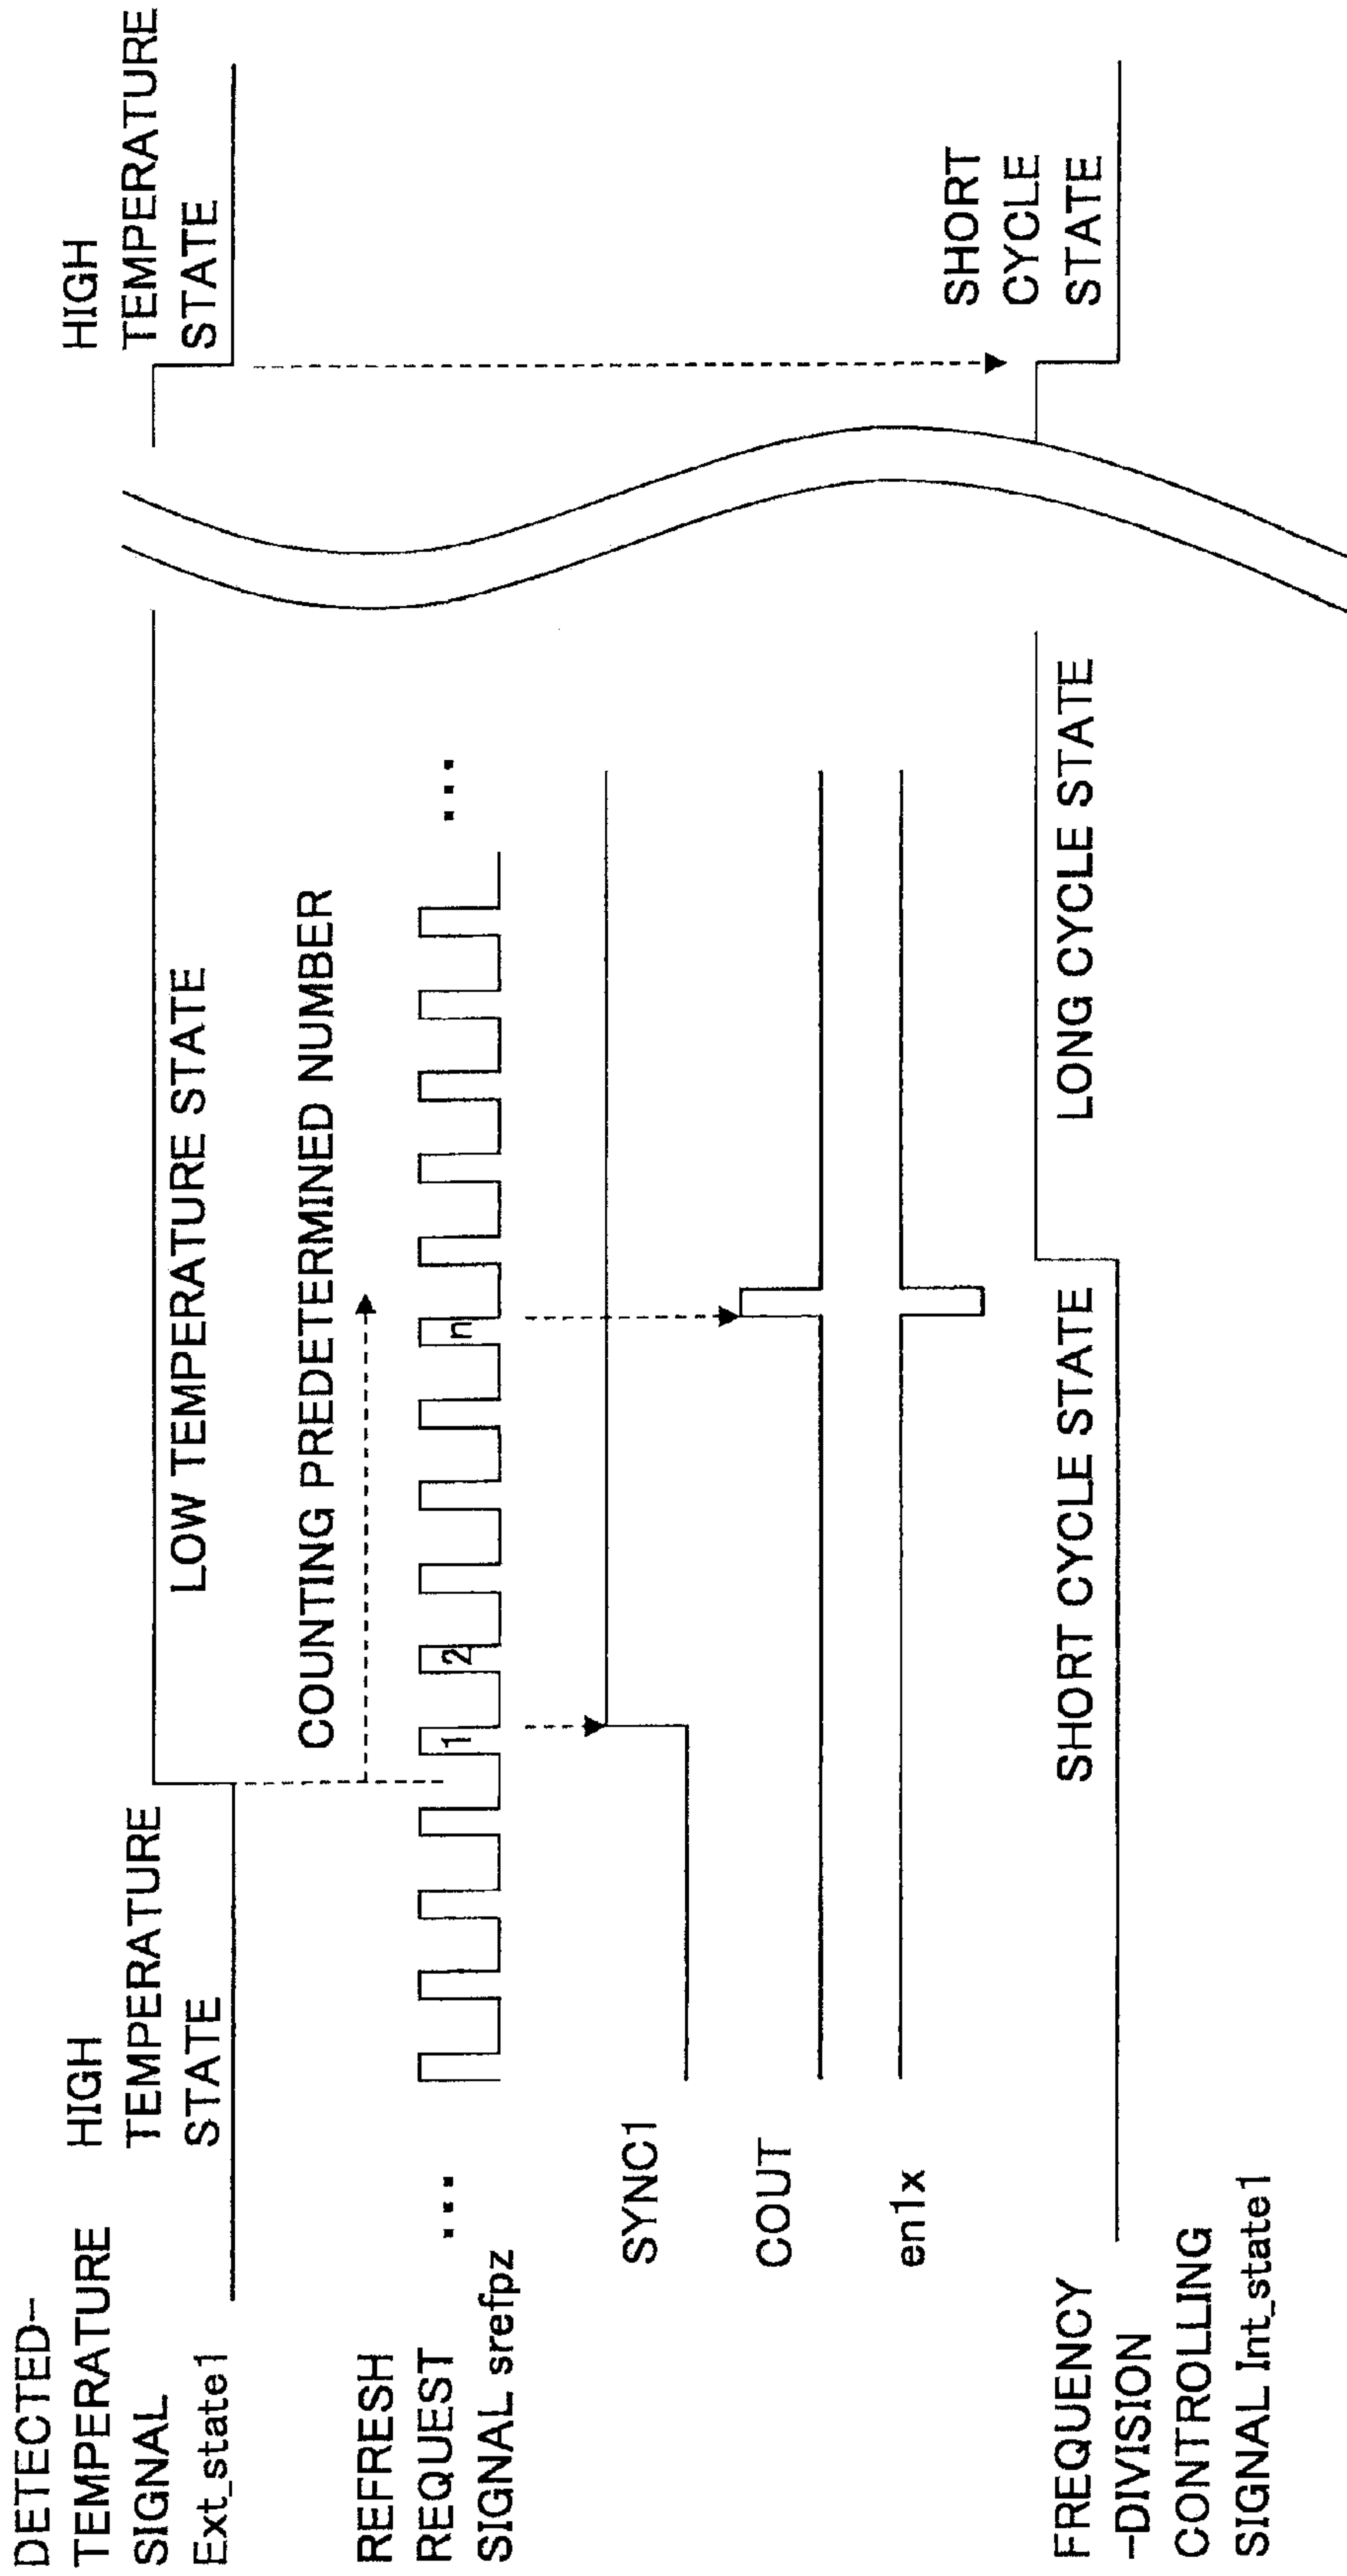 DETECTED-
TEMPERATURE
SIGNAL
Ext_state1
HIGH
TEMPERATURE
STATE
LOW TEMPERATURE STATE
HIGH
TEMPERATURE
STATE
COUNTING PREDETERMINED NUMBER
REFRESH
REQUEST
SIGNAL srefpz
...
1
2
n
...
SYNC1
COUT
en1x
FREQUENCY
-DIVISION
CONTROLLING
SIGNAL Int_state1
SHORT CYCLE STATE
LONG CYCLE STATE
SHORT
CYCLE
STATE